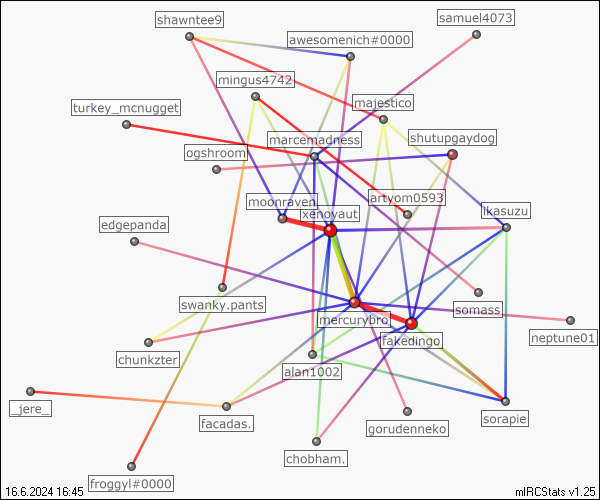 shawntee9
samuel4073
awesomenich#0000
mingus4742
majestico
turkey_mcnugget
marcemadness
shutupgaydog
ogshroom
artyom0593
moonraven
xenovaut
ikasuzu
edgepanda
swanky.pants
somass
mercurybro
neptune01
fakedingo
chunkzter
alan1002
_jere_
facadas.
gorudenneko
sorapie
chobham.
froggyl#0000
16.6.2024 16:45
mIRCStats v1.25